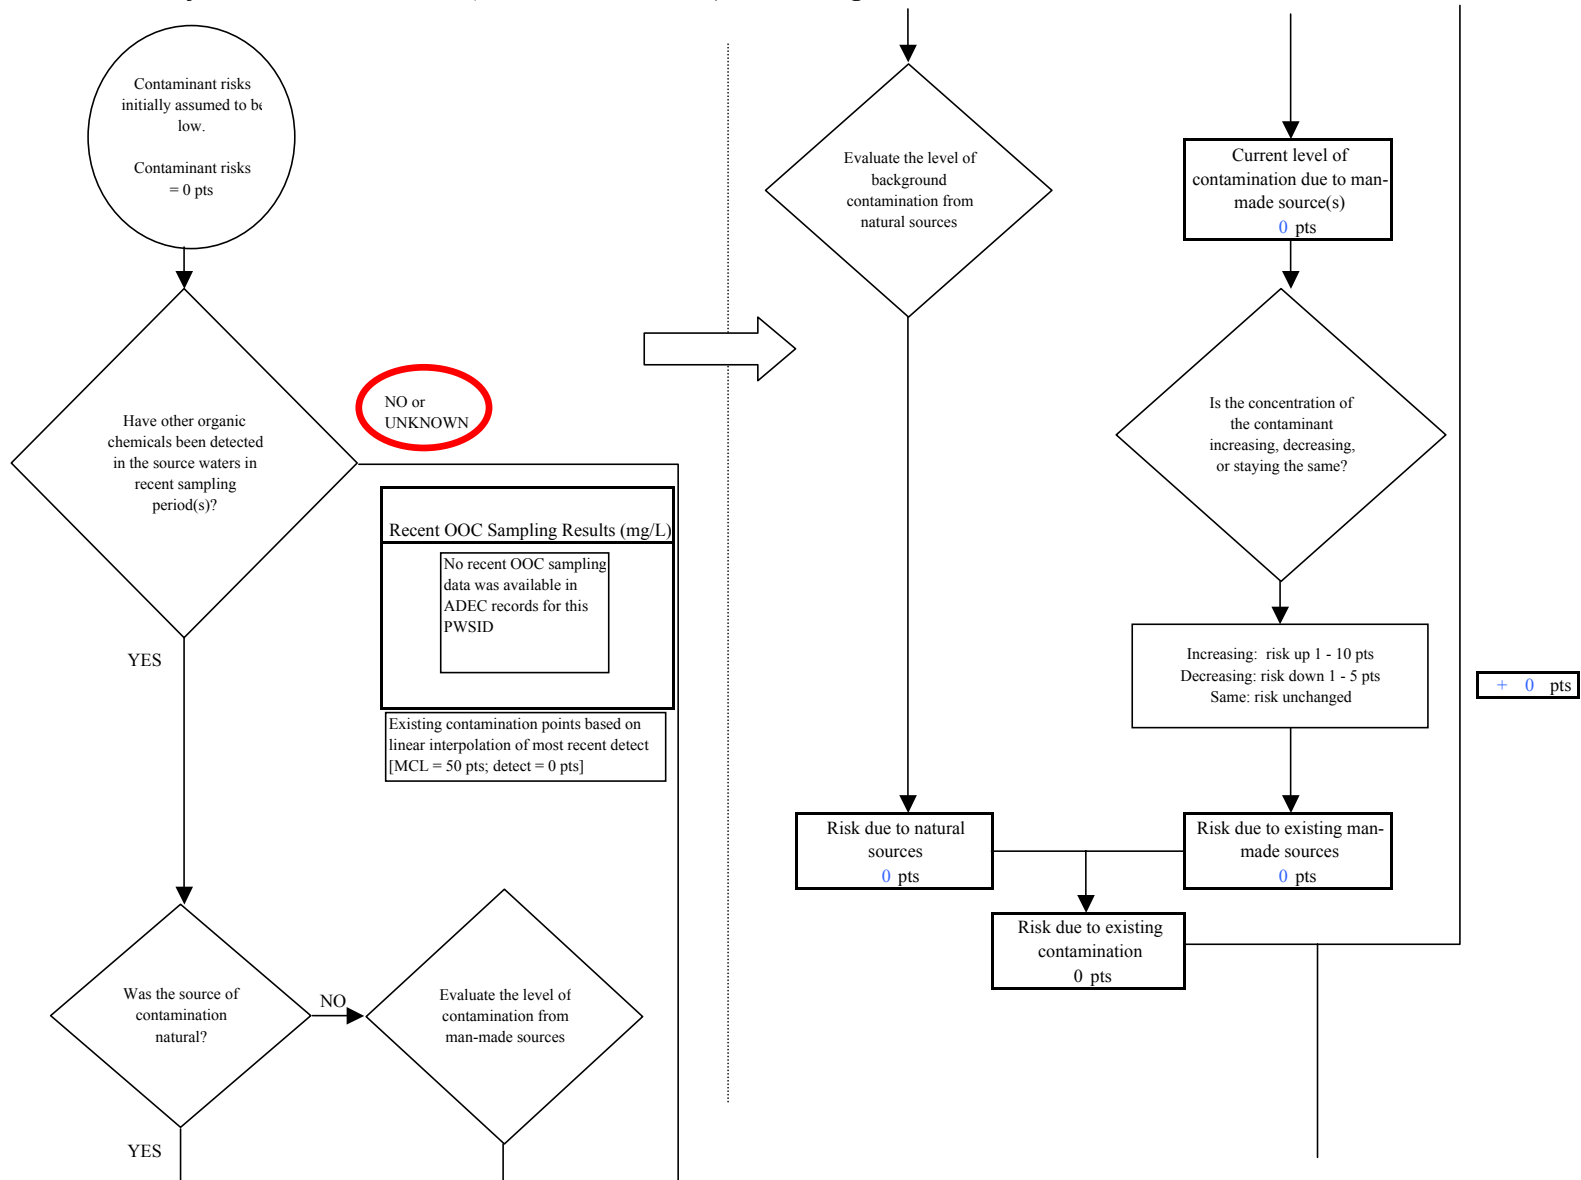 Contaminant risks
initially assumed to be
low.
Contaminant risks
= 0 pts
Have other organic
chemicals been detected
in the source waters in
recent sampling
period(s)?
NO or
UNKNOWN
Recent OOC Sampling Results (mg/L)
No recent OOC sampling
data was available in
ADEC records for this
PWSID
Existing contamination points based on
linear interpolation of most recent detect
[MCL = 50 pts; detect = 0 pts]
YES
Was the source of
contamination
natural?
NO
Evaluate the level of
contamination from
man-made sources
YES
Evaluate the level of
background
contamination from
natural sources
Current level of
contamination due to man-
made source(s)
0 pts
Is the concentration of
the contaminant
increasing, decreasing,
or staying the same?
Increasing: risk up 1 - 10 pts
Decreasing: risk down 1 - 5 pts
Same: risk unchanged
+ 0 pts
Risk due to natural
sources
0 pts
Risk due to existing man-
made sources
0 pts
Risk due to existing
contamination
0 pts